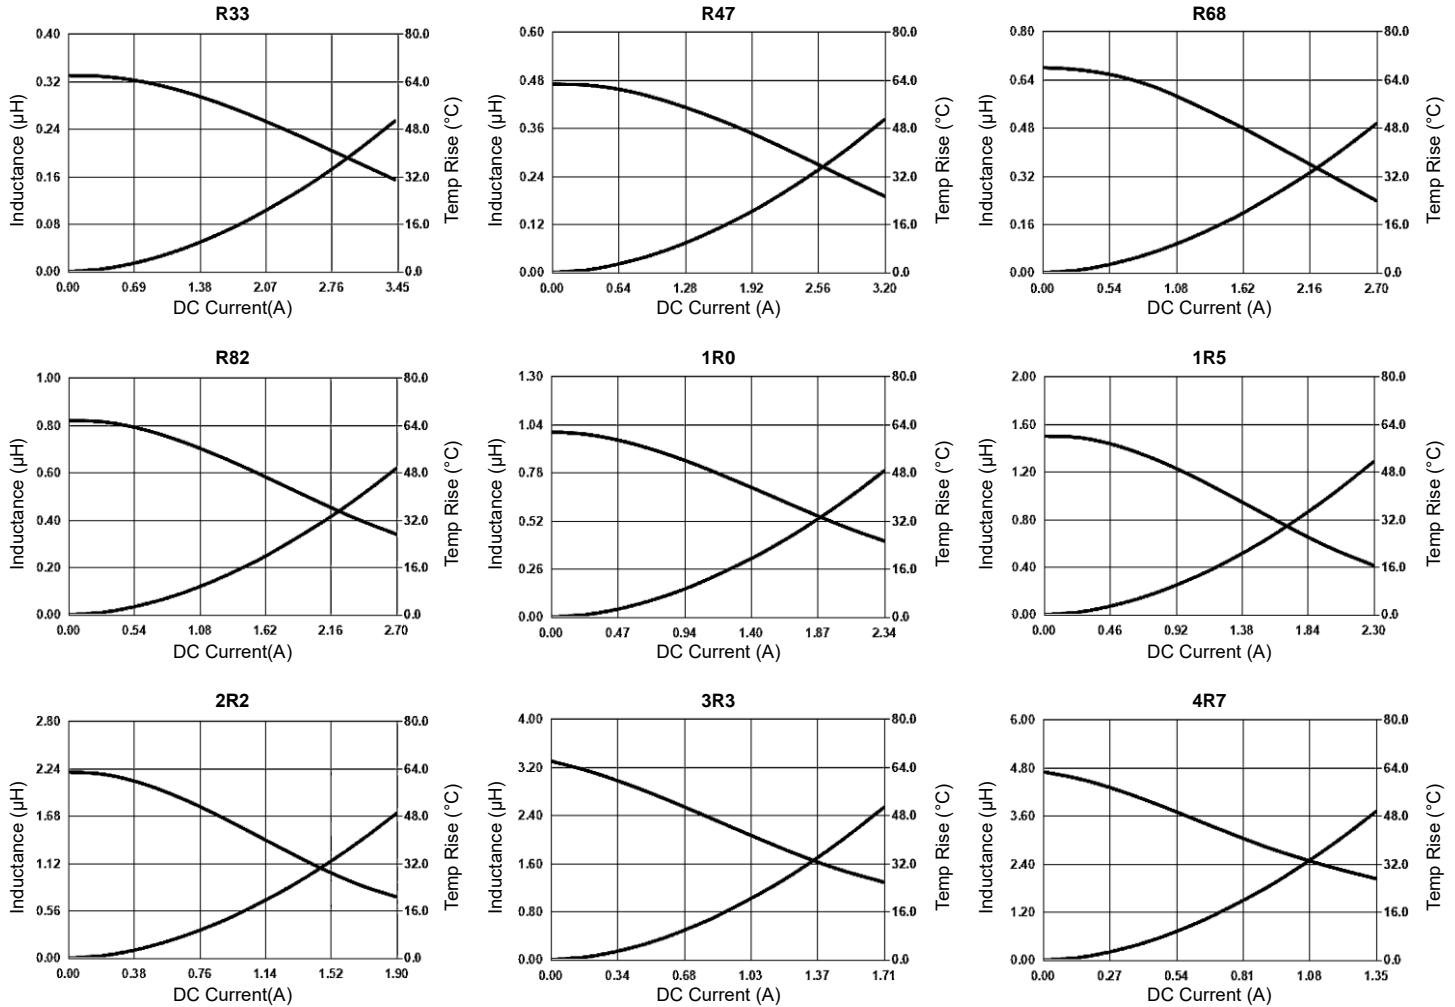 R33
0.40
0.32
0.24
0.16
0.08
0.00
80.0
64.0
48.0
32.0
16.0
0.0
0.00 0.69 1.38 2.07 2.76 3.45
Inductance (µH)
Temp Rise (°C)
DC Current(A)
R47
0.60
0.48
0.36
0.24
0.12
0.00
80.0
64.0
48.0
32.0
16.0
0.0
0.00 0.64 1.28 1.92 2.56 3.20
Inductance (µH)
Temp Rise (°C)
DC Current (A)
R68
0.80
0.64
0.48
0.32
0.16
0.00
80.0
64.0
48.0
32.0
16.0
0.0
0.00 0.54 1.08 1.62 2.16 2.70
Inductance (µH)
Temp Rise (°C)
DC Current (A)
R82
1.00
0.80
0.60
0.40
0.20
0.00
80.0
64.0
48.0
32.0
16.0
0.0
0.00 0.54 1.08 1.62 2.16 2.70
Inductance (µH)
Temp Rise (°C)
DC Current(A)
1R0
1.30
1.04
0.78
0.52
0.26
0.00
80.0
64.0
48.0
32.0
16.0
0.0
0.00 0.47 0.94 1.40 1.87 2.34
Inductance (µH)
Temp Rise (°C)
DC Current (A)
1R5
2.00
1.60
1.20
0.80
0.40
0.00
80.0
64.0
48.0
32.0
16.0
0.0
0.00 0.46 0.92 1.38 1.84 2.30
Inductance (µH)
Temp Rise (°C)
DC Current (A)
2R2
2.80
2.24
1.68
1.12
0.56
0.00
80.0
64.0
48.0
32.0
16.0
0.0
0.00 0.38 0.76 1.14 1.52 1.90
Inductance (µH)
Temp Rise (°C)
DC Current(A)
3R3
4.00
3.20
2.40
1.60
0.80
0.00
80.0
64.0
48.0
32.0
16.0
0.0
0.00 0.34 0.68 1.03 1.37 1.71
Inductance (µH)
Temp Rise (°C)
DC Current (A)
4R7
6.00
4.80
3.60
2.40
1.20
0.00
80.0
64.0
48.0
32.0
16.0
0.0
0.00 0.27 0.54 0.81 1.08 1.35
Inductance (µH)
Temp Rise (°C)
DC Current (A)